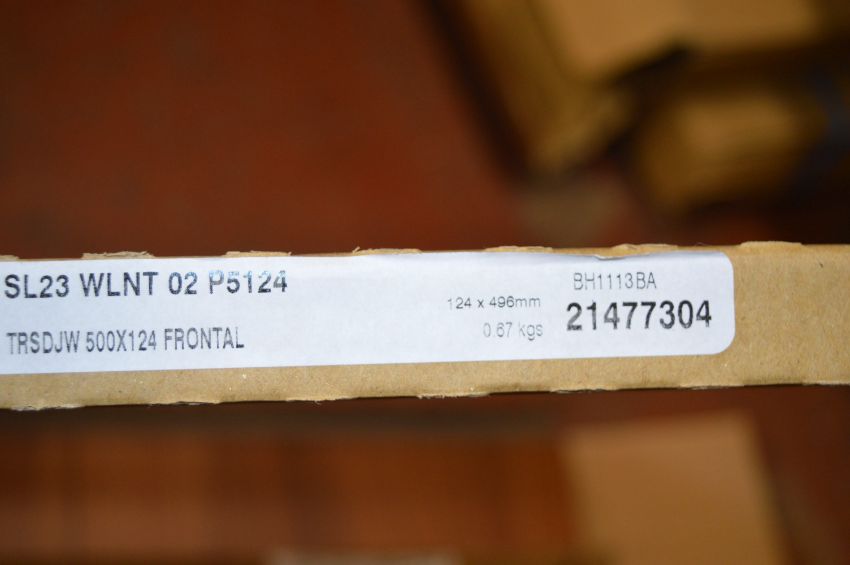 SL23 WLNT 02 P5124
TRSDJW 500X124 FRONTAL
124 x 496mm
0.67 kgs
BH1113BA
21477304